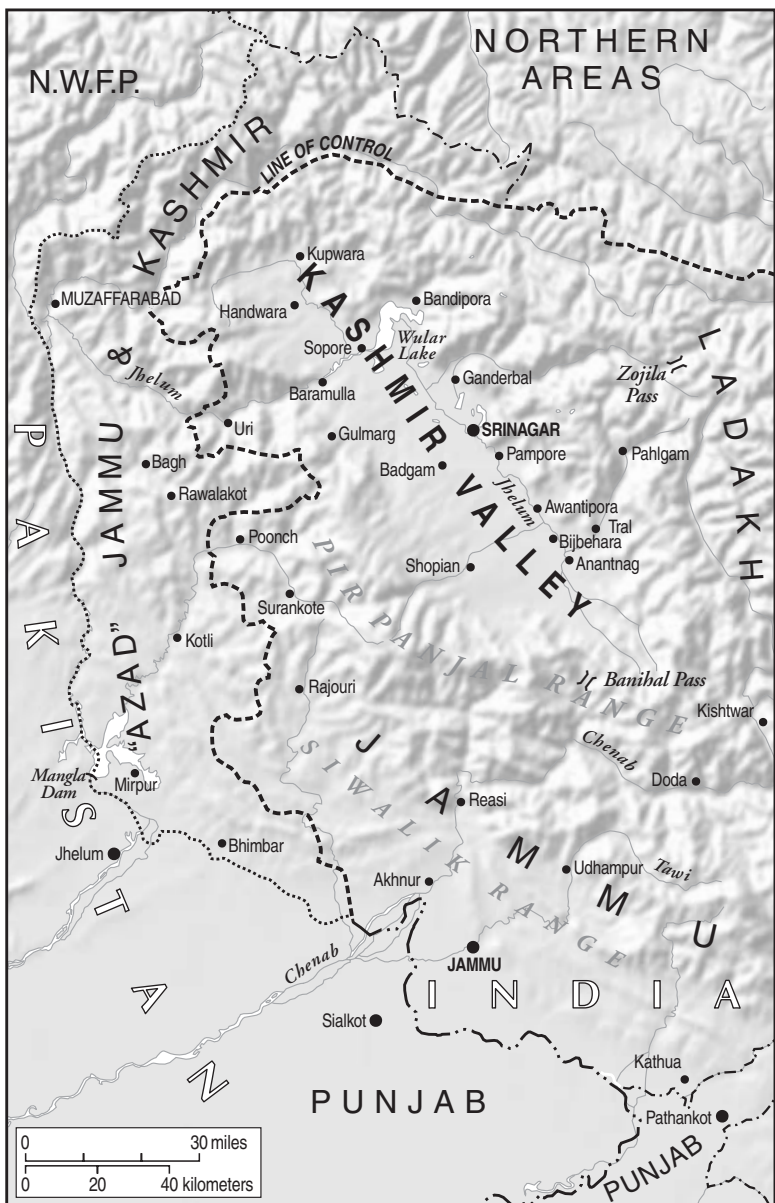 NORTHERN
AREAS
N.W.F.P.
"AZAD" JAMMU & KASHMIR
LINE OF CONTROL
Kupwara
KASHMIR VALLEY
MUZAFFARABAD
Handwara
Bandipora
Sopore
Wular
Lake
LADAKH
Jhelum
Ganderbal
Zojila
Pass
Baramulla
Uri
Gulmarg
SRINAGAR
PAKISTAN
Bagh
Badgam
Pampore
Pahlgam
Rawalakot
Jhelum
Awantipora
Tral
Poonch
Bijbehara
Shopian
Anantnag
PIR PANJAL RANGE
Surankote
Kotli
Rajouri
Banihal Pass
Kishtwar
JAMMU
SIWALIK RANGE
Chenab
Mangla
Dam
Mirpur
Doda
Reasi
Jhelum
Bhimbar
Udhampur
Tawi
Akhnur
Chenab
JAMMU
INDIA
Sialkot
Kathua
PUNJAB
Pathankot
PUNJAB
0 30 miles
0 20 40 kilometers